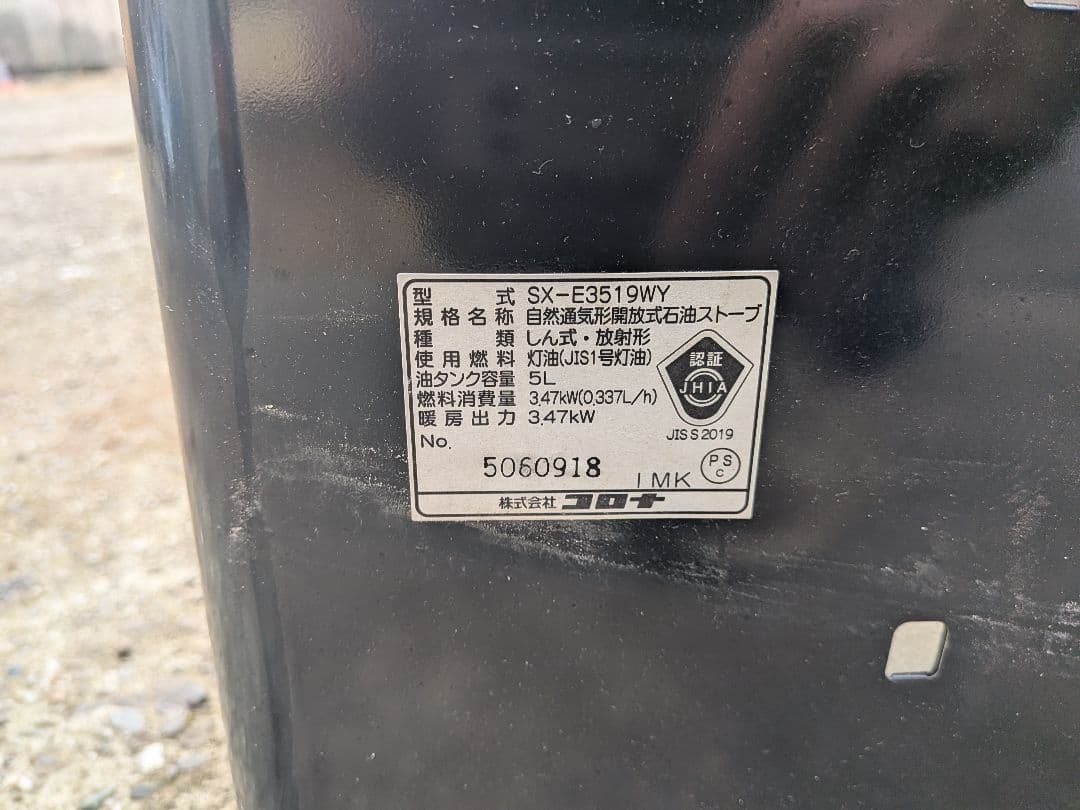 型式 SX-E3519WY
規格名称 自然通気形開放式石油ストーブ
種類 しん式・放射形
使用燃料 灯油(JIS1号灯油)
油タンク容量 5L
燃料消費量 3.47kW(0.337L/h)
暖房出力 3.47kW
認証
JHIA
JIS S 2019
No.
5060918
1MK
PS
C
株式会社 コロナ